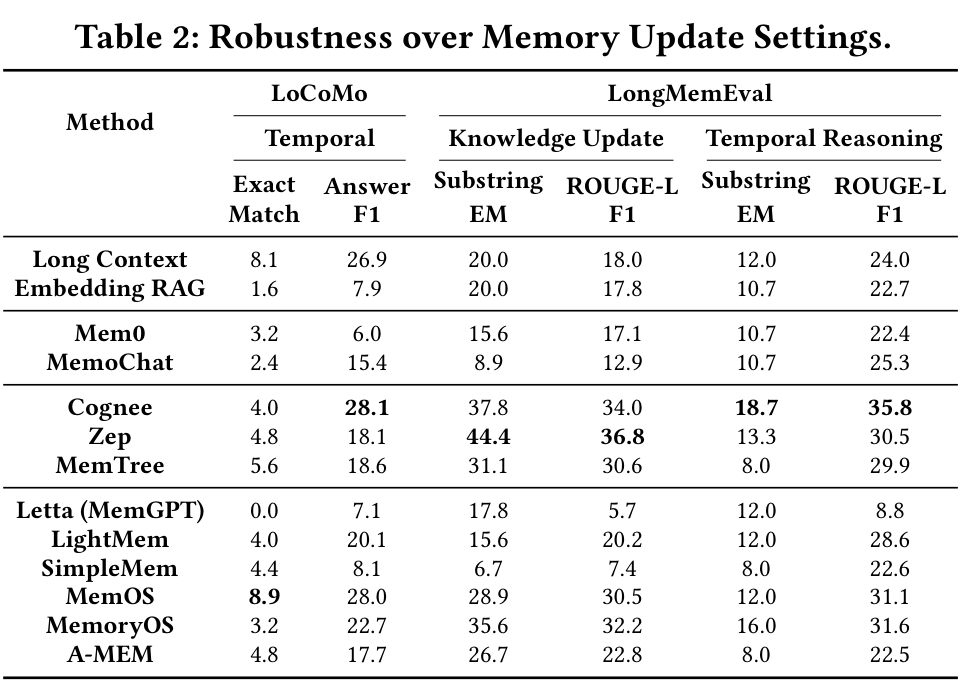 Table 2: Robustness over Memory Update Settings.
Method LoCoMo LongMemEval
Temporal Knowledge Update Temporal Reasoning
Exact Match Answer F1 Substring EM ROUGE-L F1 Substring EM ROUGE-L F1
Long Context 8.1 26.9 20.0 18.0 12.0 24.0
Embedding RAG 1.6 7.9 20.0 17.8 10.7 22.7
Mem0 3.2 6.0 15.6 17.1 10.7 22.4
MemoChat 2.4 15.4 8.9 12.9 10.7 25.3
Cognee 4.0 28.1 37.8 34.0 18.7 35.8
Zep 4.8 18.1 44.4 36.8 13.3 30.5
MemTree 5.6 18.6 31.1 30.6 8.0 29.9
Letta (MemGPT) 0.0 7.1 17.8 5.7 12.0 8.8
LightMem 4.0 20.1 15.6 20.2 12.0 28.6
SimpleMem 4.4 8.1 6.7 7.4 8.0 22.6
MemOS 8.9 28.0 28.9 30.5 12.0 31.1
MemoryOS 3.2 22.7 35.6 32.2 16.0 31.6
A-MEM 4.8 17.7 26.7 22.8 8.0 22.5